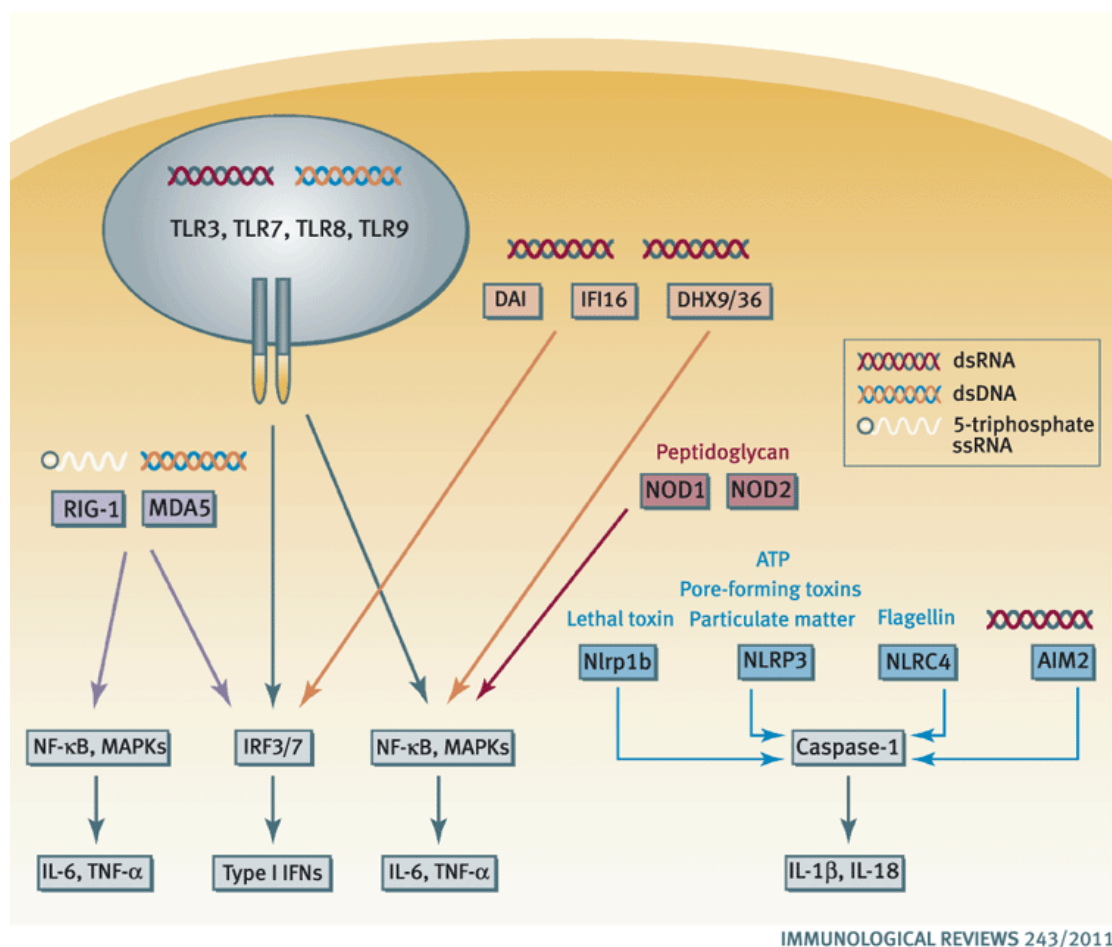 TLR3, TLR7, TLR8, TLR9
DAI
IFI16
DHX9/36
dsRNA
dsDNA
5-triphosphate
ssRNA
Peptidoglycan
NOD1
NOD2
RIG-1
MDA5
ATP
Pore-forming toxins
Lethal toxin
Particulate matter
Flagellin
Nlrp1b
NLRP3
NLRC4
AIM2
NF-κB, MAPKs
IRF3/7
NF-κB, MAPKs
Caspase-1
IL-6, TNF-α
Type I IFNs
IL-6, TNF-α
IL-1β, IL-18
IMMUNOLOGICAL REVIEWS 243/2011